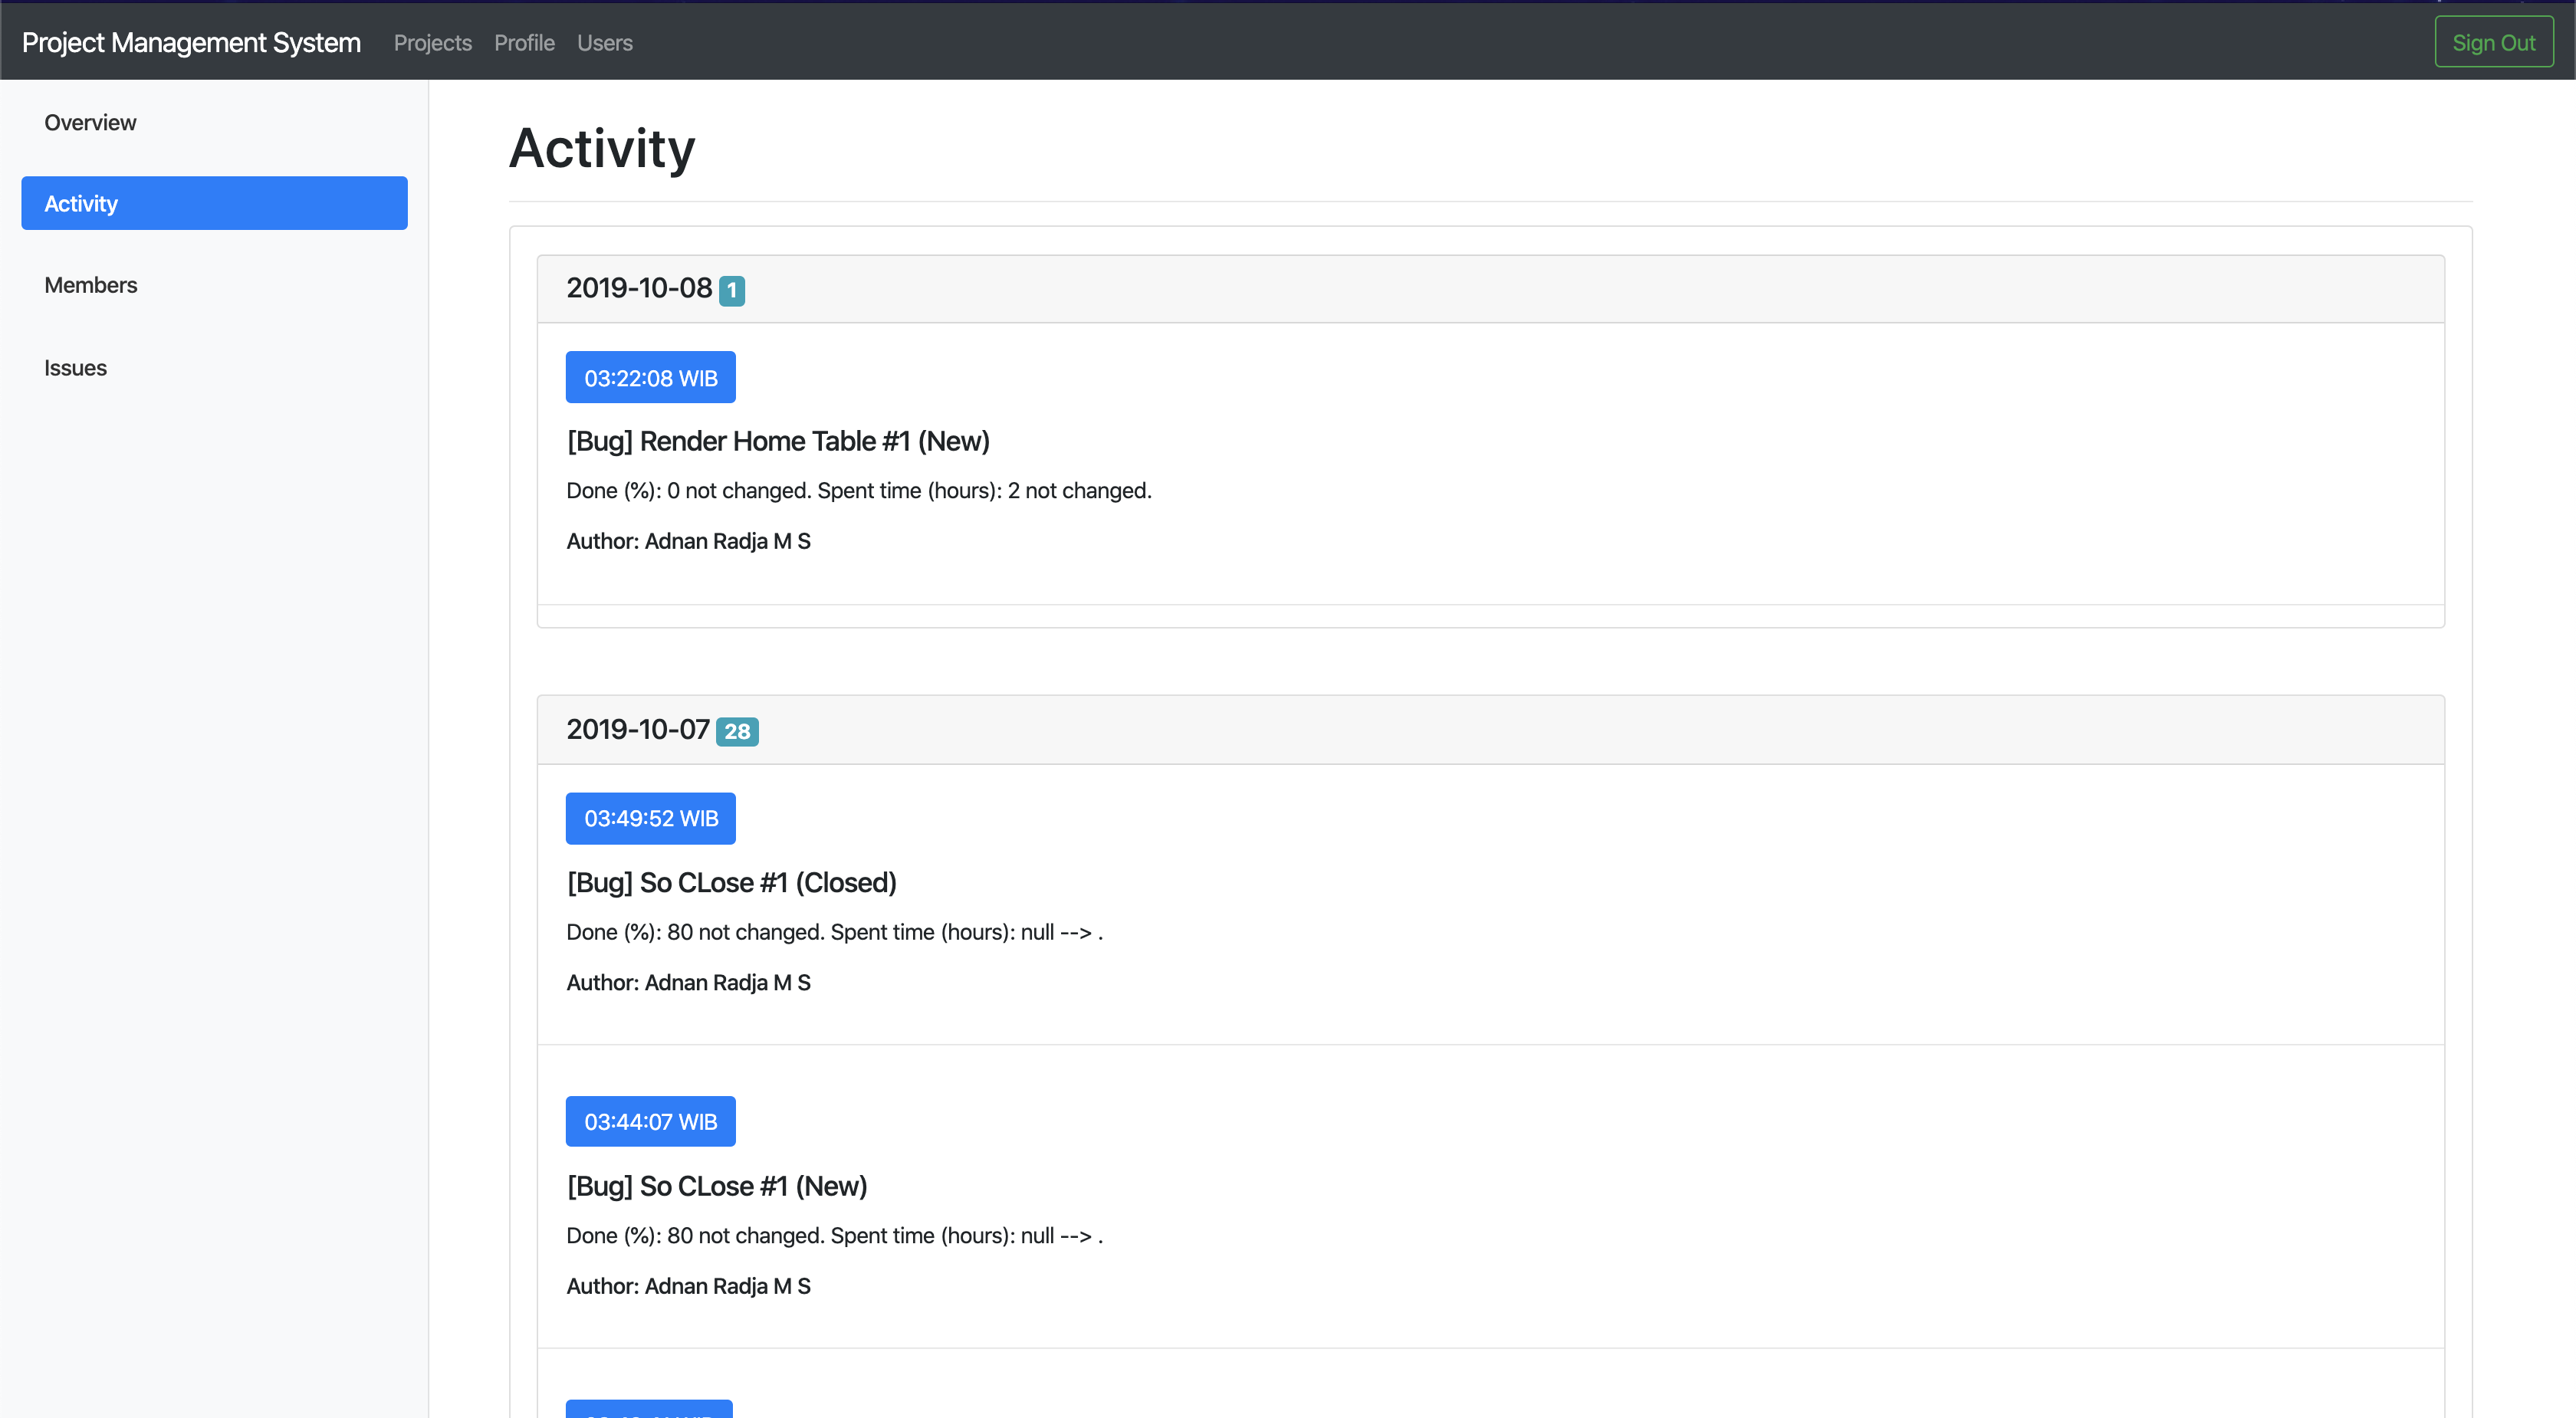 Project Management System Projects Profile Users Sign Out
Overview
Activity
Members
Issues
Activity
2019-10-08 1
03:22:08 WIB
[Bug] Render Home Table #1 (New)
Done (%): 0 not changed. Spent time (hours): 2 not changed.
Author: Adnan Radja M S
2019-10-07 28
03:49:52 WIB
[Bug] So CLose #1 (Closed)
Done (%): 80 not changed. Spent time (hours): null --> .
Author: Adnan Radja M S
03:44:07 WIB
[Bug] So CLose #1 (New)
Done (%): 80 not changed. Spent time (hours): null --> .
Author: Adnan Radja M S